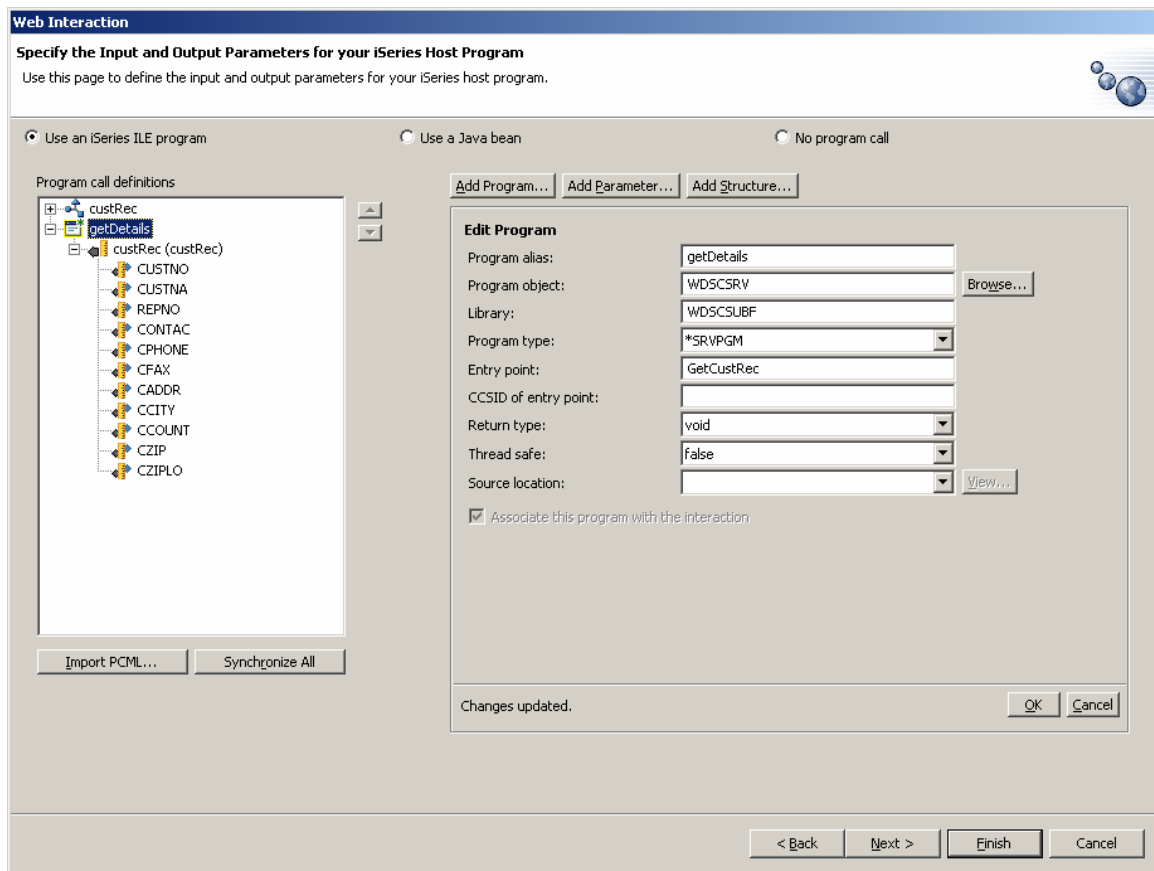 Web Interaction
Specify the Input and Output Parameters for your iSeries Host Program
Use this page to define the input and output parameters for your iSeries host program.
Use an iSeries ILE program
Use a Java bean
No program call
Program call definitions
custRec
getDetails
custRec (custRec)
CUSTNO
CUSTNA
REPNO
CONTAC
CPHONE
CFAX
CADDR
CCITY
CCOUNT
CZIP
CZIPLO
Import PCML...
Synchronize All
Add Program...
Add Parameter...
Add Structure...
Edit Program
Program alias: getDetails
Program object: WDSCSRV Browse...
Library: WDSCSUBF
Program type: *SRVPGM
Entry point: GetCustRec
CCSID of entry point:
Return type: void
Thread safe: false
Source location: View...
Associate this program with the interaction
Changes updated.
OK
Cancel
< Back
Next >
Finish
Cancel